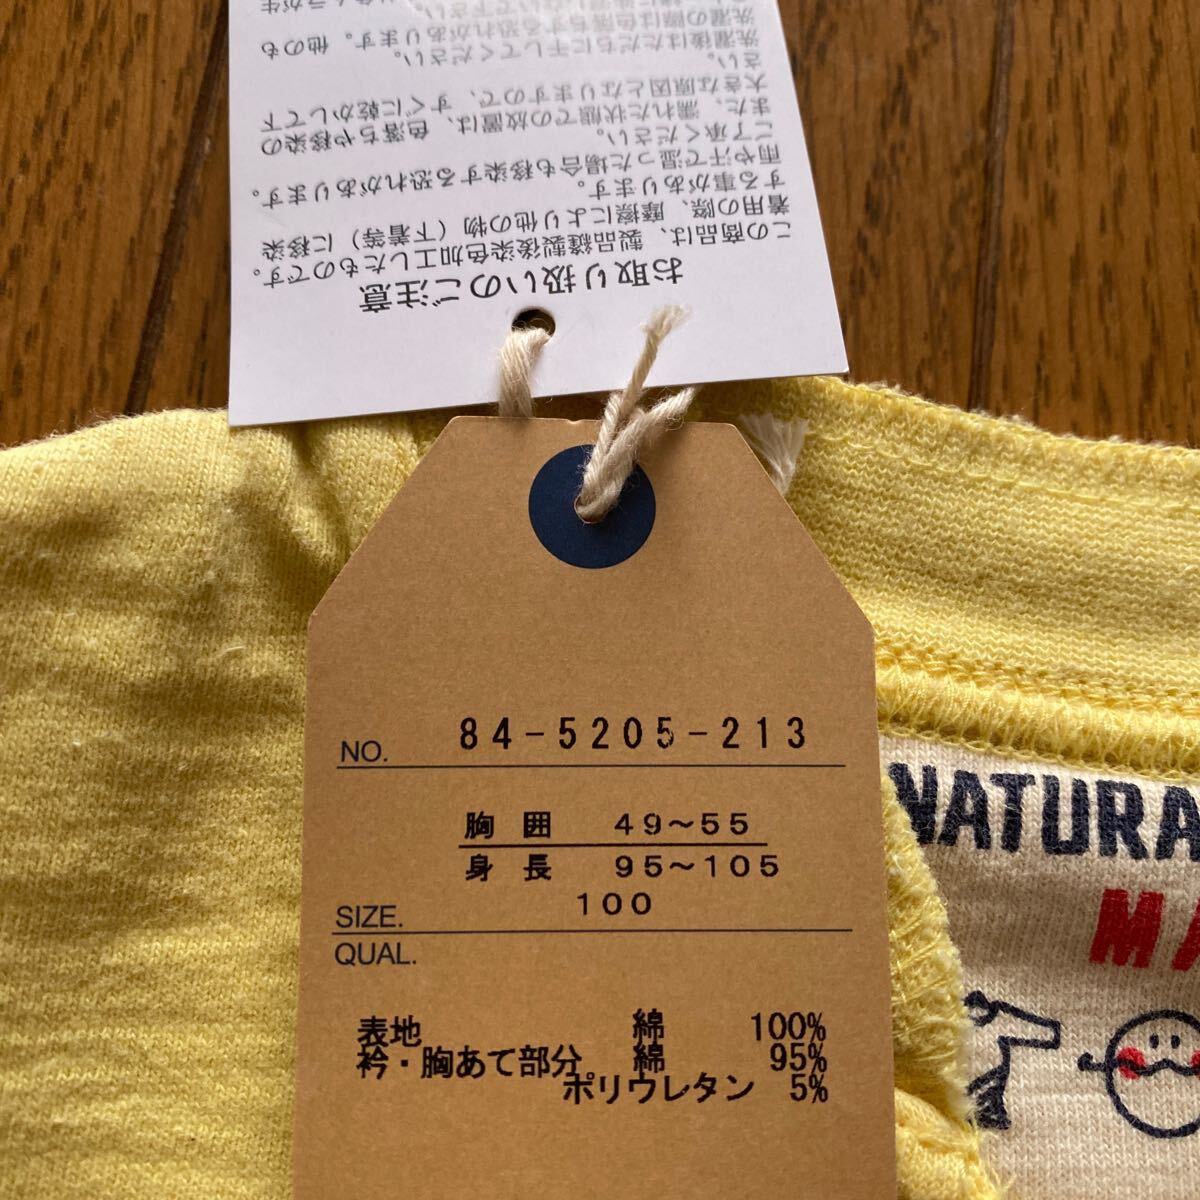 お取り扱いのご注意
この商品は、製品縫製後染色加工したものです。
着用の際、摩擦により他の物（下着等）に移染
する事があります。
雨や汗で湿った場合も移染する恐れがあります。
ご了承ください。
また、濡れた状態での放置は、色落ちや移染の
大きな原因となりますので、すぐに乾かして下
さい。
洗濯後はただちに干してください。
洗濯の際は色落ちする恐れがあります。他のも
NO. 84-5205-213
胸 囲 49～55
身 長 95～105
SIZE. 100
QUAL.
表地 綿 100%
衿・胸あて部分 綿 95%
ポリウレタン 5%
NATURA
MA